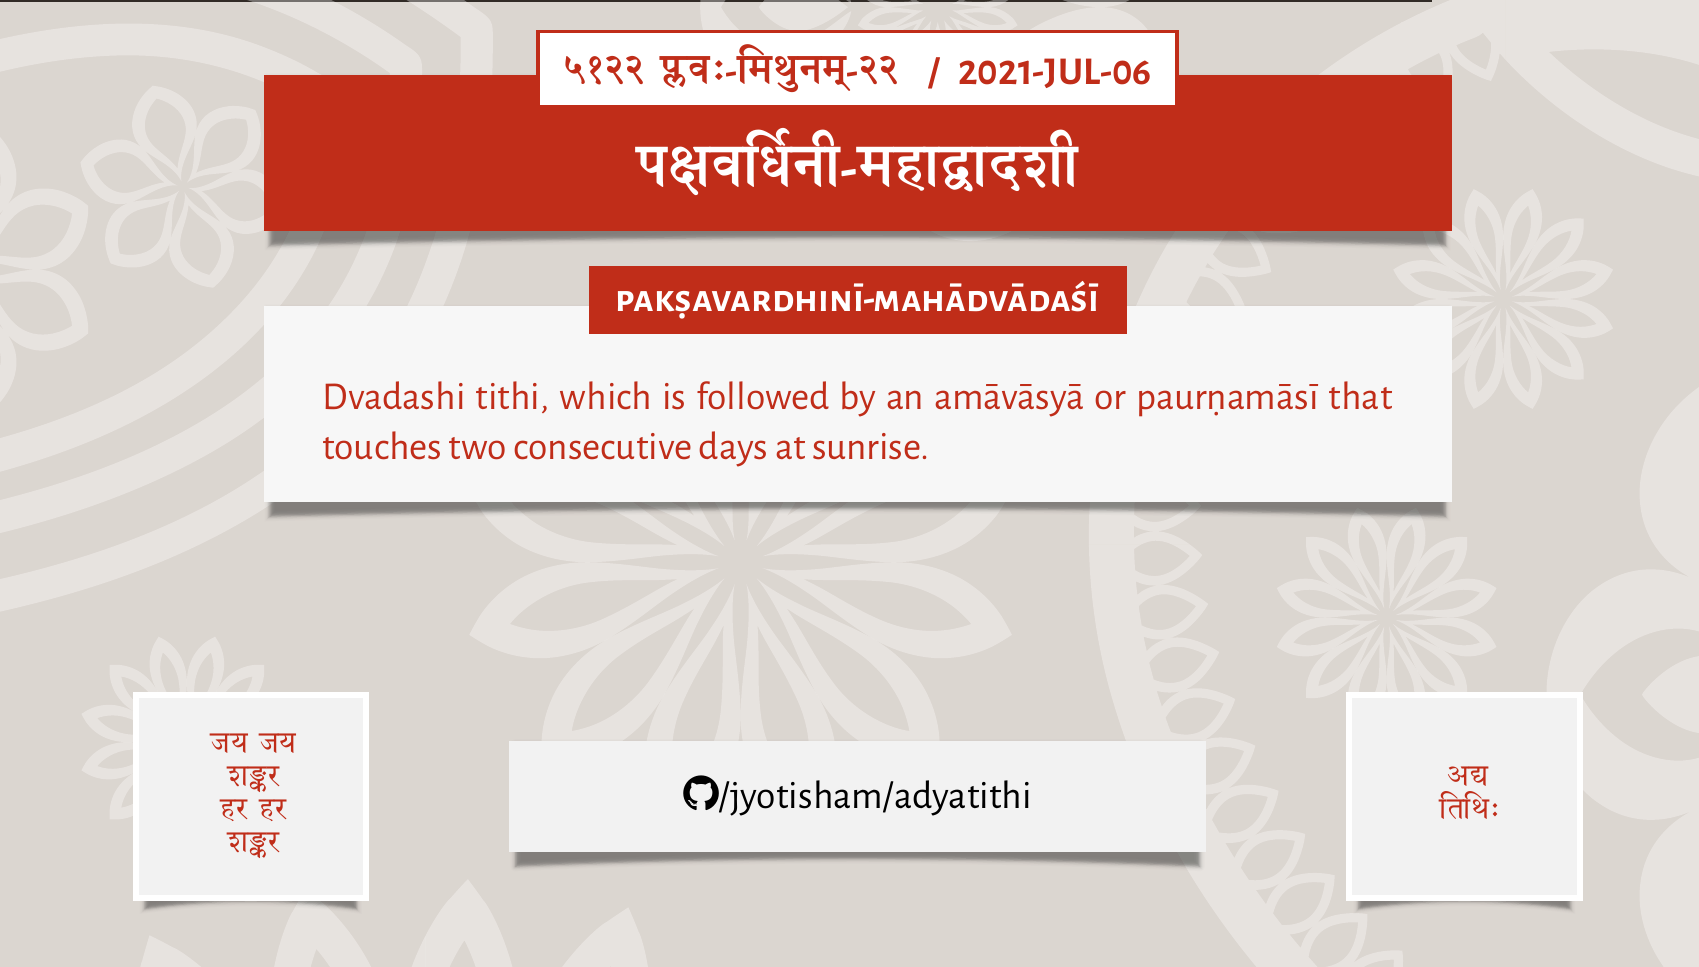 ५१२२ प्लवः-मिथुनम्-२२ / 2021-JUL-06
पक्षवर्धिनी-महाद्वादशी
PAKṢAVARDHINĪ-MAHĀDVĀDAŚĪ
Dvadashi tithi, which is followed by an amāvāsyā or paurṇamāsī that
touches two consecutive days at sunrise.
जय जय
शङ्कर
हर हर
शङ्कर
/jyotisham/adyatithi
अद्य
तिथिः